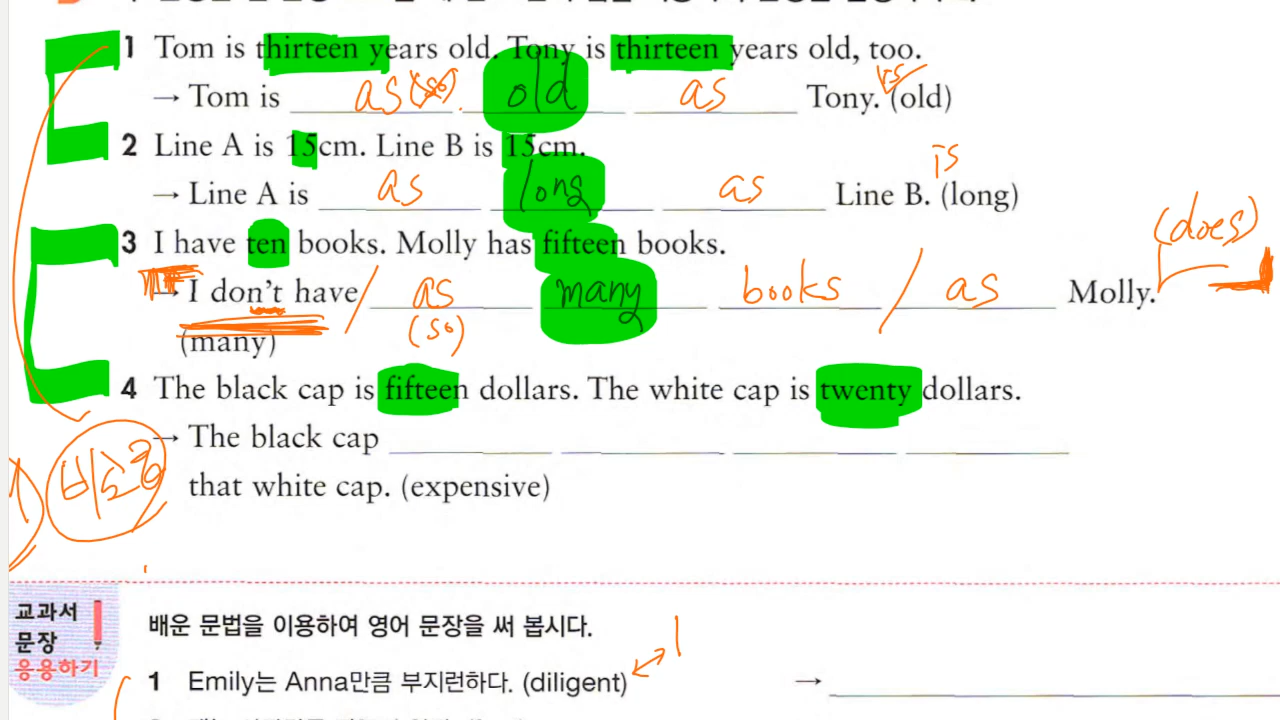 1 Tom is thirteen years old. Tony is thirteen years old, too.
→ Tom is as (so) old as Tony. (old)
is
2 Line A is 15cm. Line B is 15cm.
is
→ Line A is as long as Line B. (long)
3 I have ten books. Molly has fifteen books.
(does)
→ I don't have / as many books / as Molly.
(so)
(many)
4 The black cap is fifteen dollars. The white cap is twenty dollars.
→ The black cap ____ ____ ____ ____
that white cap. (expensive)
교과서
문장
응용하기
배운 문법을 이용하여 영어 문장을 써 봅시다.
1 Emily는 Anna만큼 부지런하다. (diligent) →